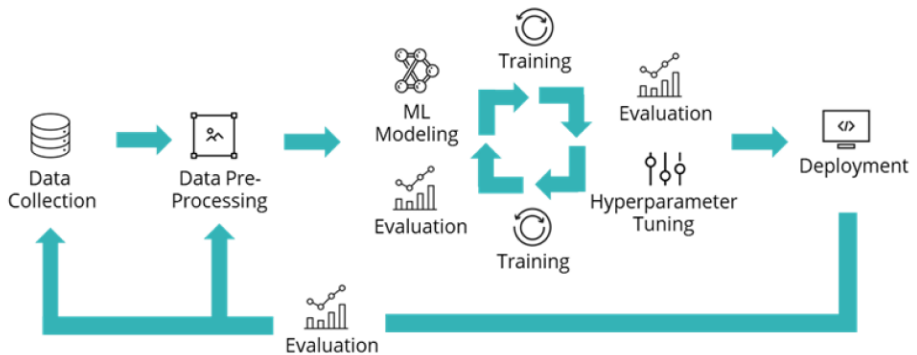 Training
ML
Modeling
Evaluation
Data
Collection
Data Pre-
Processing
</>
Deployment
Evaluation
Hyperparameter
Tuning
Training
Evaluation